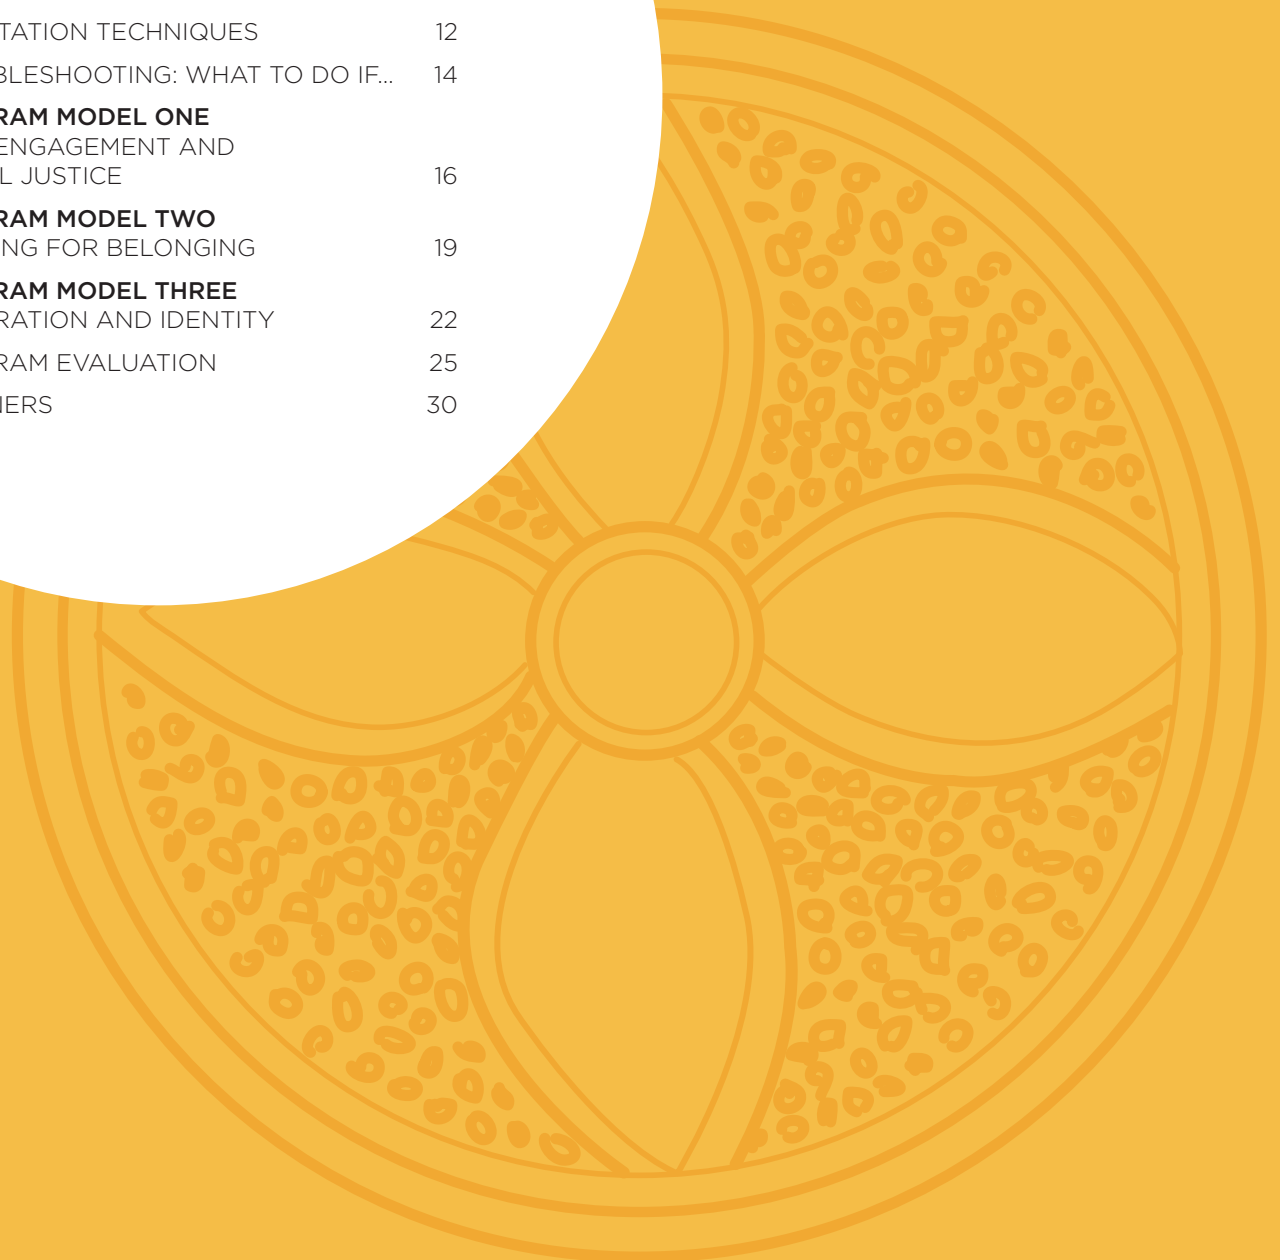 TATION TECHNIQUES 12
BLESHOOTING: WHAT TO DO IF... 14
RAM MODEL ONE
ENGAGEMENT AND
L JUSTICE 16
RAM MODEL TWO
NG FOR BELONGING 19
RAM MODEL THREE
RATION AND IDENTITY 22
RAM EVALUATION 25
NERS 30